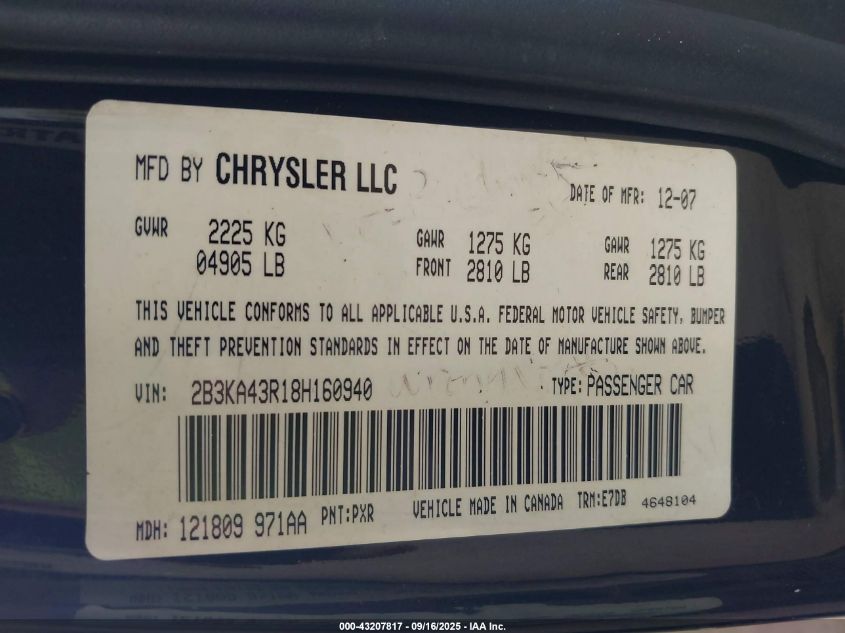 MFD BY CHRYSLER LLC
DATE OF MFR: 12-07
GVWR 2225 KG
04905 LB
GAWR 1275 KG
FRONT 2810 LB
GAWR 1275 KG
REAR 2810 LB
THIS VEHICLE CONFORMS TO ALL APPLICABLE U.S.A. FEDERAL MOTOR VEHICLE SAFETY, BUMPER
AND THEFT PREVENTION STANDARDS IN EFFECT ON THE DATE OF MANUFACTURE SHOWN ABOVE.
VIN: 2B3KA43R18H160940 TYPE: PASSENGER CAR
MDH: 121809 971AA PNT:PXR VEHICLE MADE IN CANADA TRM:E7DB 4648104
000-43207817 - 09/16/2025 - IAA Inc.